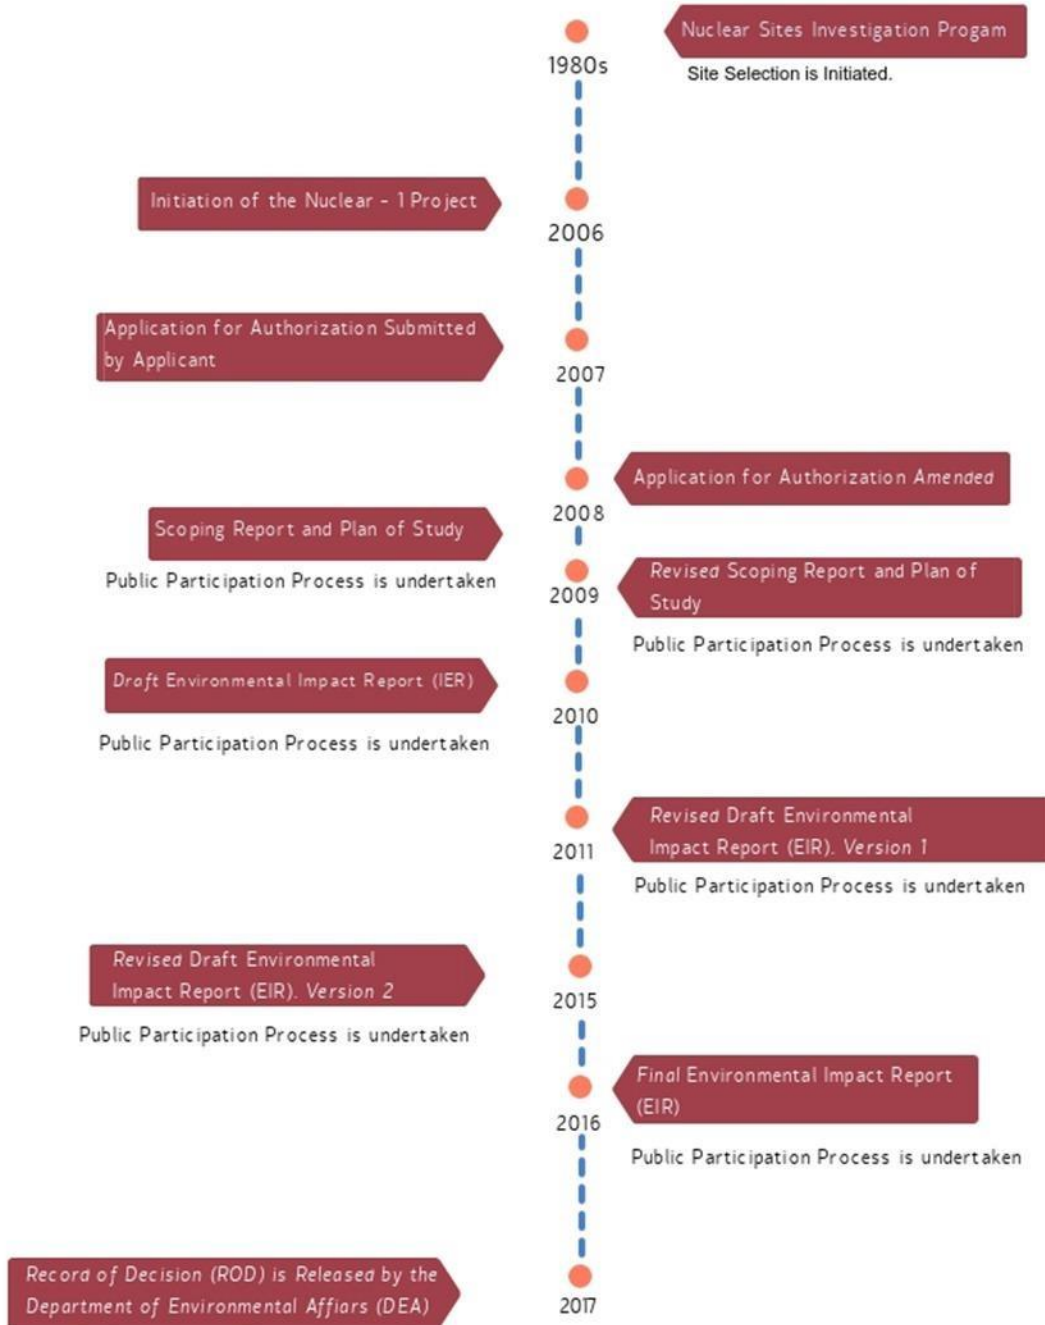 Nuclear Sites Investigation Progam
1980s
Site Selection is Initiated.
Initiation of the Nuclear - 1 Project
2006
Application for Authorization Submitted
by Applicant
2007
Application for Authorization Amended
2008
Scoping Report and Plan of Study
Public Participation Process is undertaken
Revised Scoping Report and Plan of
Study
2009
Public Participation Process is undertaken
Draft Environmental Impact Report (IER)
2010
Public Participation Process is undertaken
Revised Draft Environmental
Impact Report (EIR). Version 1
2011
Public Participation Process is undertaken
Revised Draft Environmental
Impact Report (EIR). Version 2
2015
Public Participation Process is undertaken
Final Environmental Impact Report
(EIR)
2016
Public Participation Process is undertaken
Record of Decision (ROD) is Released by the
Department of Environmental Affiars (DEA)
2017